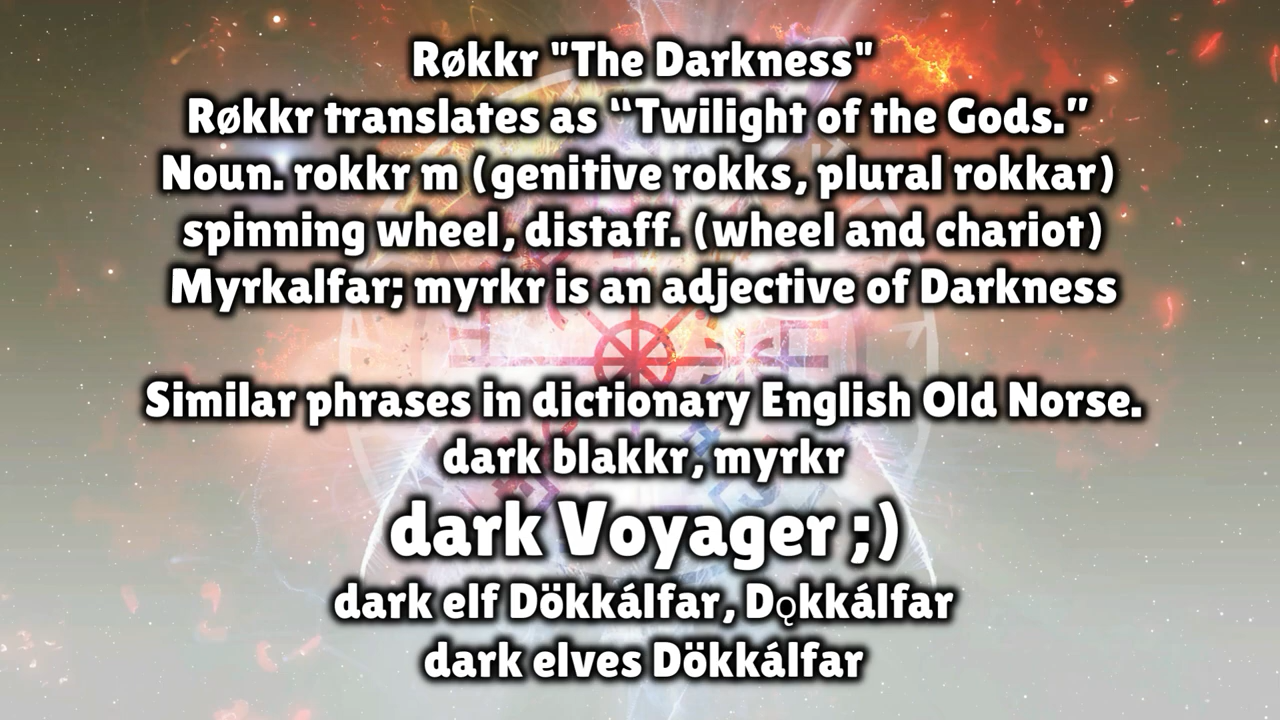 Røkkr "The Darkness"
Røkkr translates as “Twilight of the Gods.”
Noun. rokkr m (genitive rokks, plural rokkar)
spinning wheel, distaff. (wheel and chariot)
Myrkalfar; myrkr is an adjective of Darkness
Similar phrases in dictionary English Old Norse.
dark blakkr, myrkr
dark Voyager ;)
dark elf Dökkálfar, Dǫkkálfar
dark elves Dökkálfar